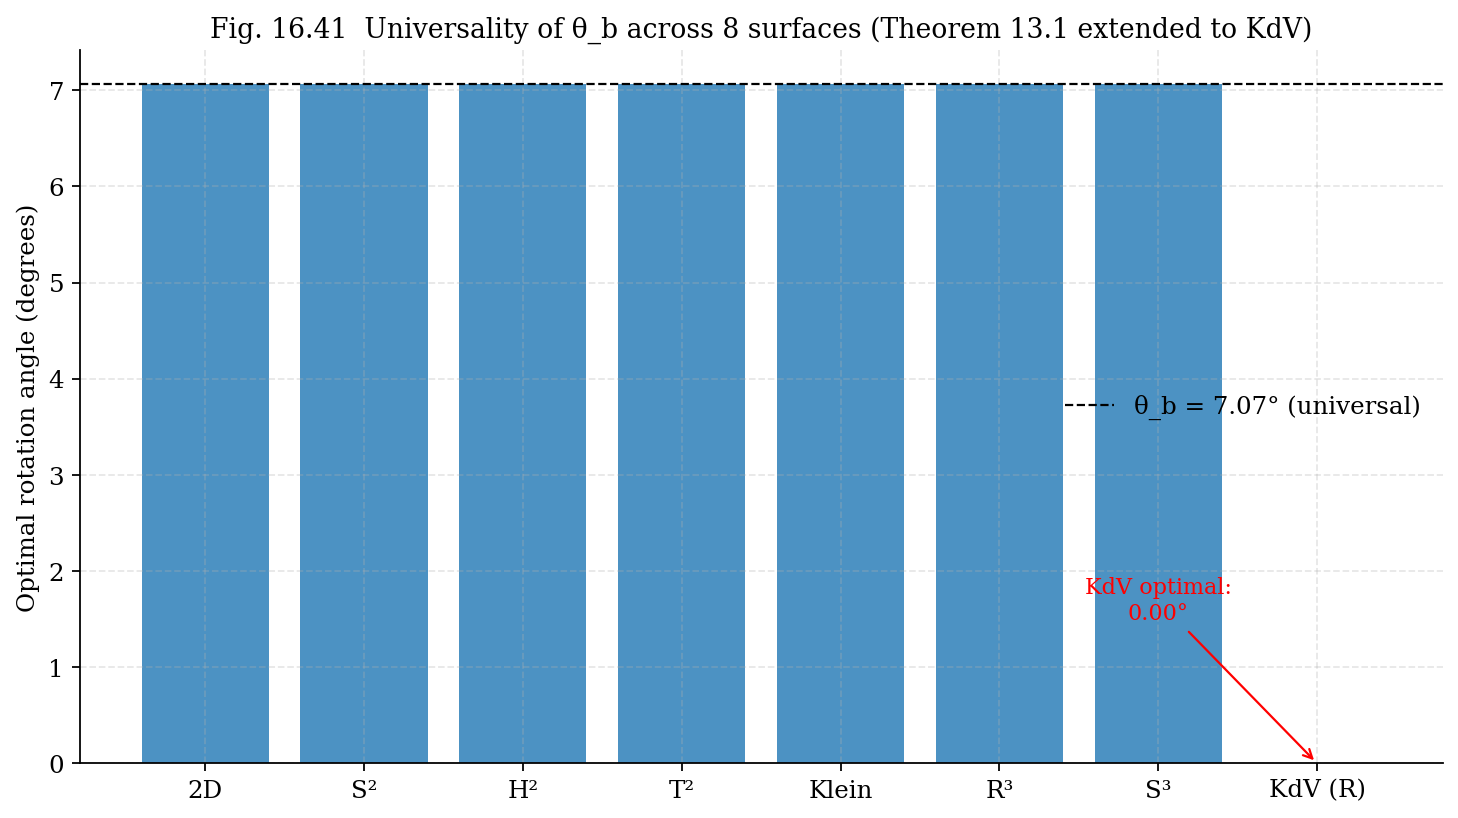 Fig. 16.41  Universality of θ_b across 8 surfaces (Theorem 13.1 extended to KdV)
Optimal rotation angle (degrees)
7
6
5
4
3
2
1
0
θ_b = 7.07° (universal)
KdV optimal:
0.00°
2D
S²
H²
T²
Klein
R³
S³
KdV (R)